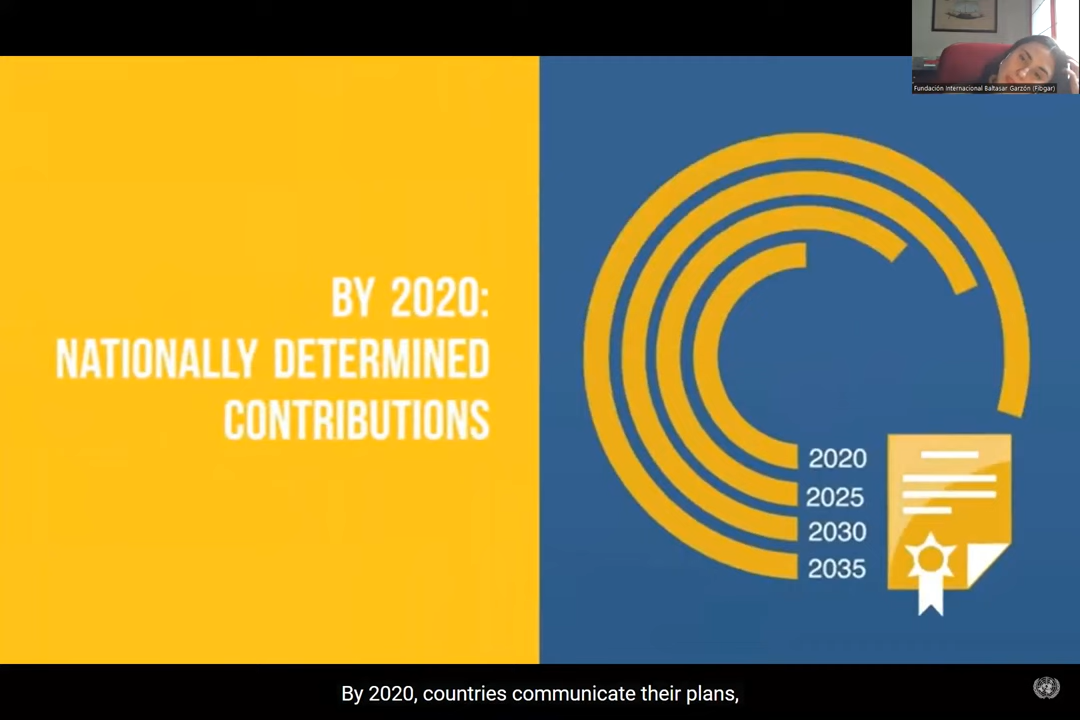 Fundación Internacional Baltasar Garzón (Fibgar)
BY 2020:
NATIONALLY DETERMINED
CONTRIBUTIONS
2020
2025
2030
2035
By 2020, countries communicate their plans,